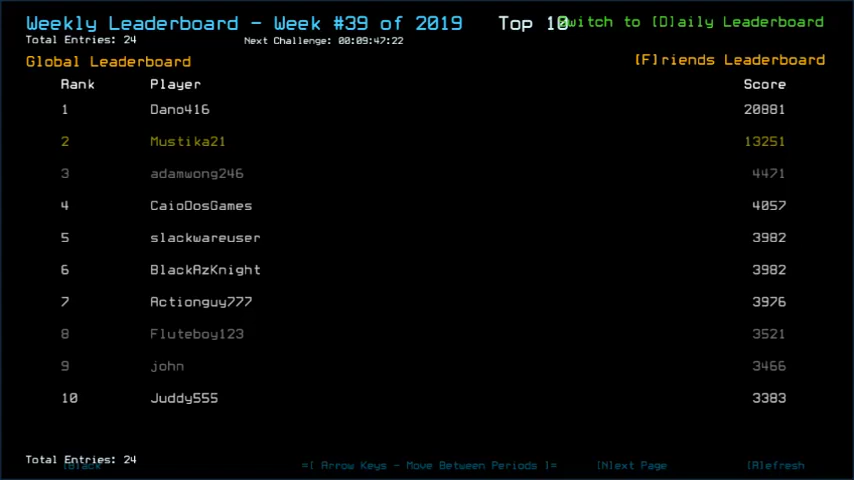 Weekly Leaderboard - Week #39 of 2019 Top 10 witch to [D]aily Leaderboard
Total Entries: 24 Next Challenge: 00:09:47:22
Global Leaderboard [F]riends Leaderboard
Rank Player Score
1 Dano416 20881
2 Mustika21 13251
3 adamwong246 4471
4 CaioDosGames 4057
5 slackwareuser 3982
6 BlackAzKnight 3982
7 Actionguy777 3976
8 Fluteboy123 3521
9 john 3466
10 Juddy555 3383
Total Entries: 24
[B]ack =[ Arrow Keys - Move Between Periods ]= [N]ext Page [R]efresh